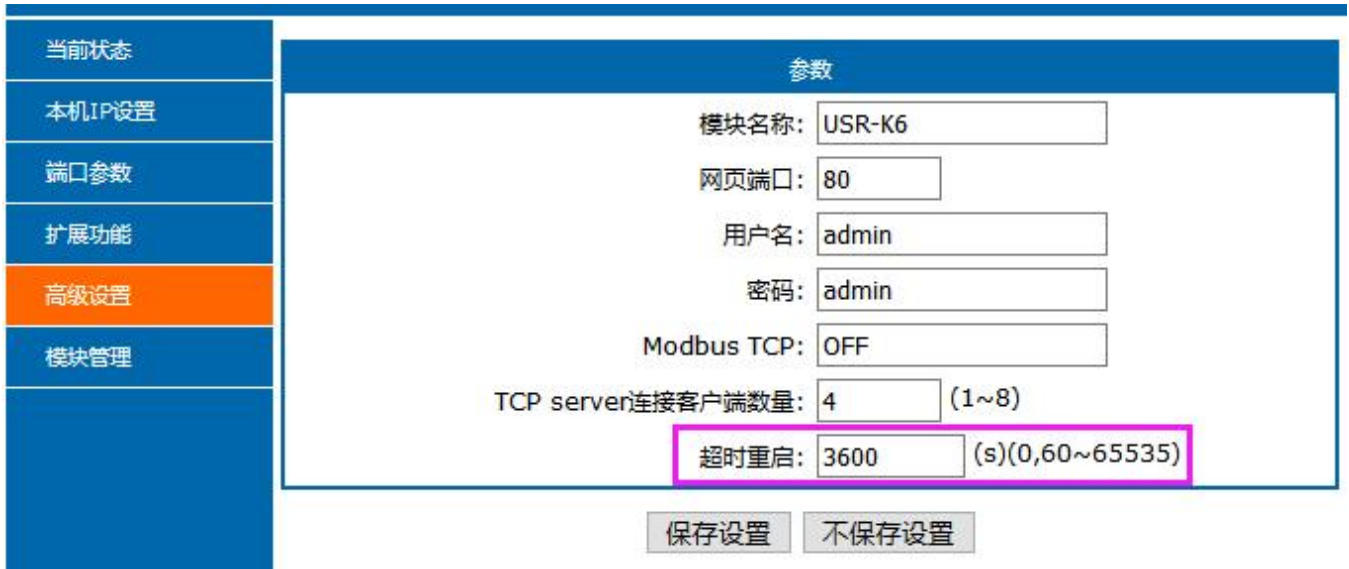 当前状态
本机IP设置
端口参数
扩展功能
高级设置
模块管理
参数
模块名称: USR-K6
网页端口: 80
用户名: admin
密码: admin
Modbus TCP: OFF
TCP server连接客户端数量: 4 (1~8)
超时重启: 3600 (s)(0,60~65535)
保存设置 不保存设置